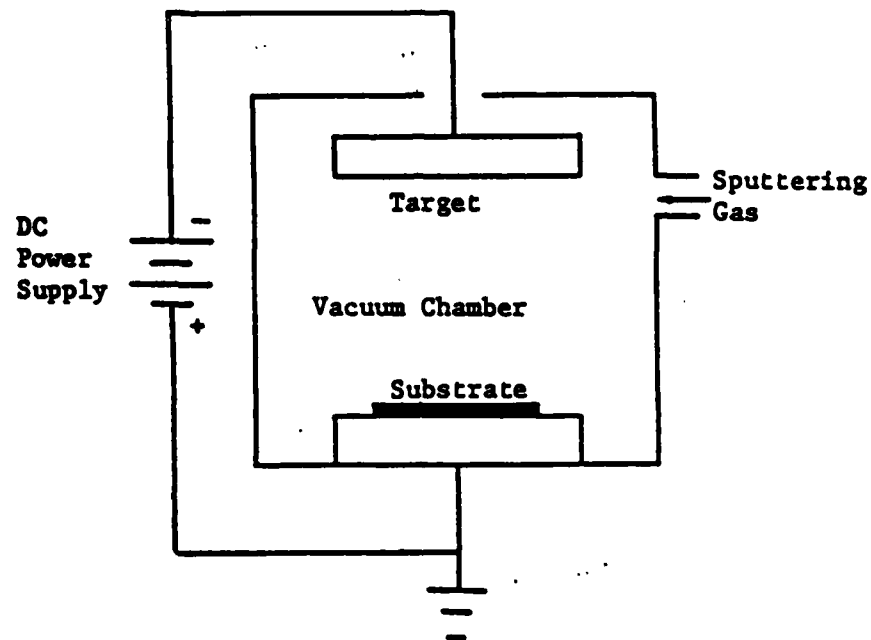 Sputtering
Gas
Target
DC
Power
Supply
-
+
Vacuum Chamber
Substrate